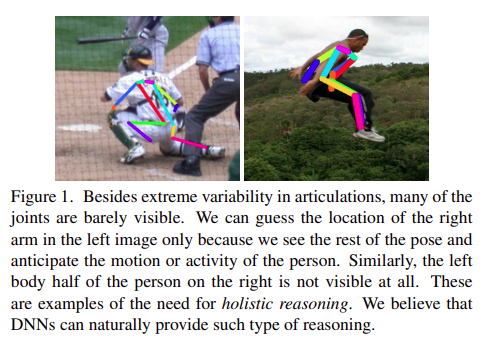 Figure 1. Besides extreme variability in articulations, many of the
joints are barely visible. We can guess the location of the right
arm in the left image only because we see the rest of the pose and
anticipate the motion or activity of the person. Similarly, the left
body half of the person on the right is not visible at all. These
are examples of the need for holistic reasoning. We believe that
DNNs can naturally provide such type of reasoning.